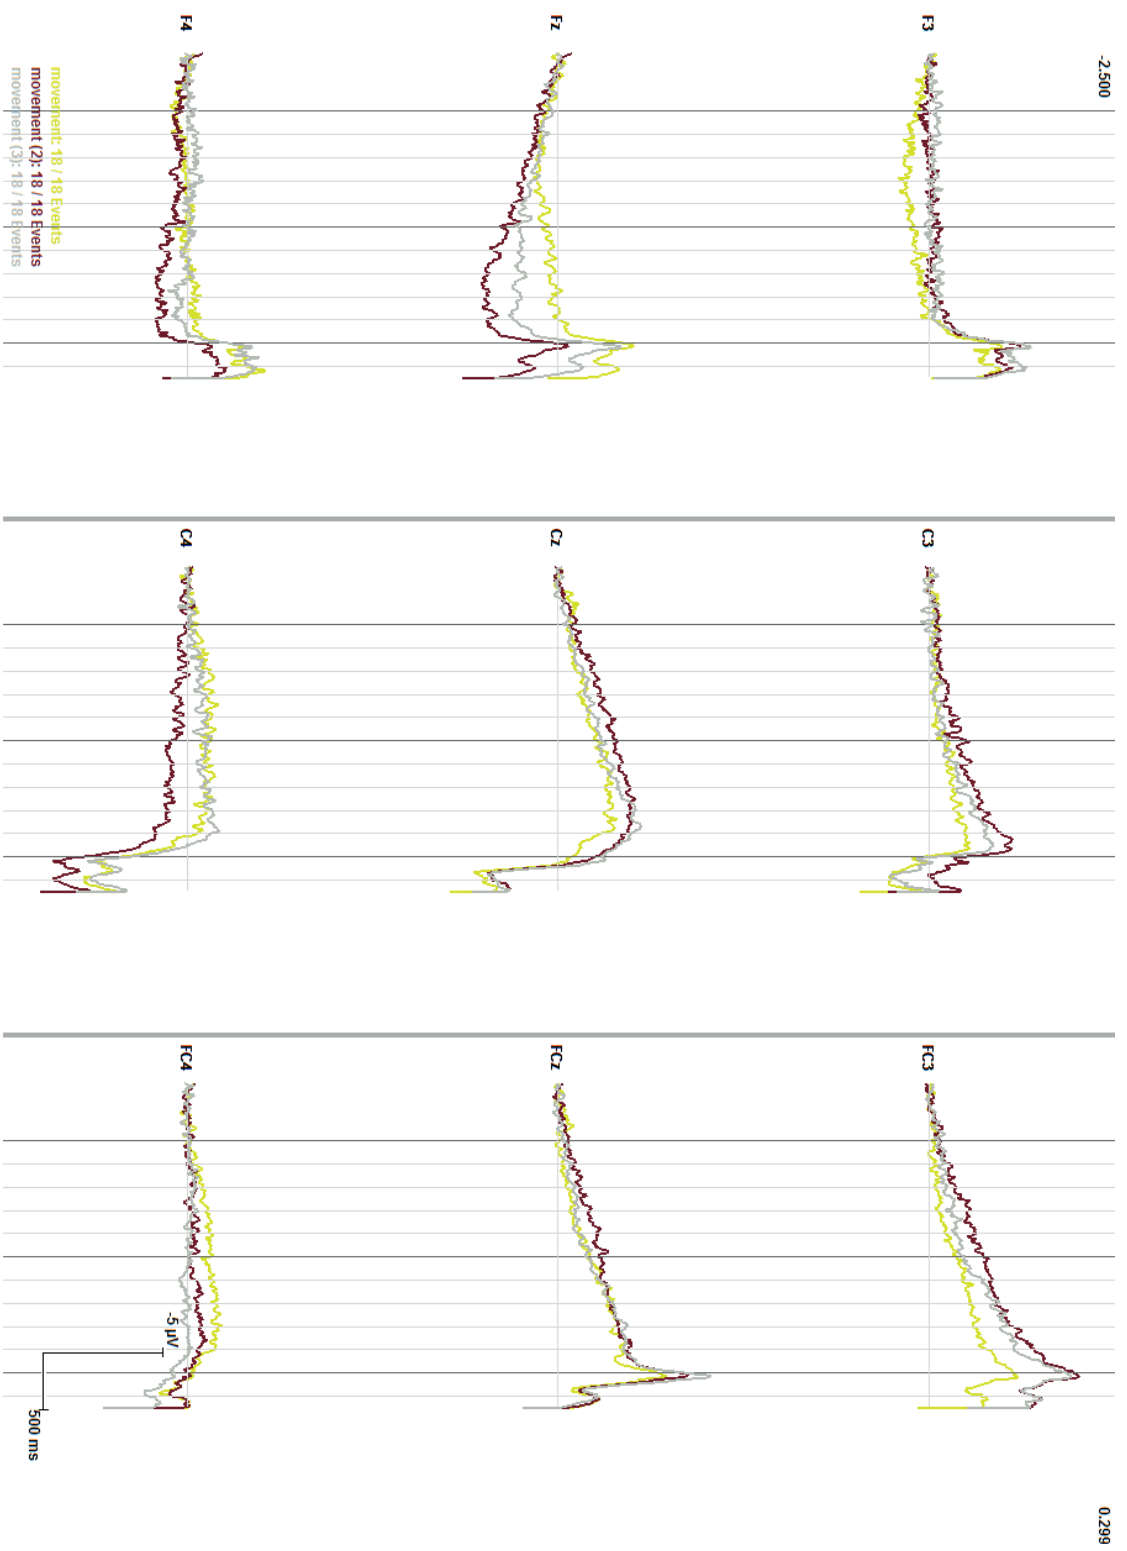 -2.500
0.299
F3
C3
FC3
Fz
Cz
FCz
F4
C4
FC4
-5 µV
500 ms
movement: 18 / 18 Events
movement (2): 18 / 18 Events
movement (3): 18 / 18 Events